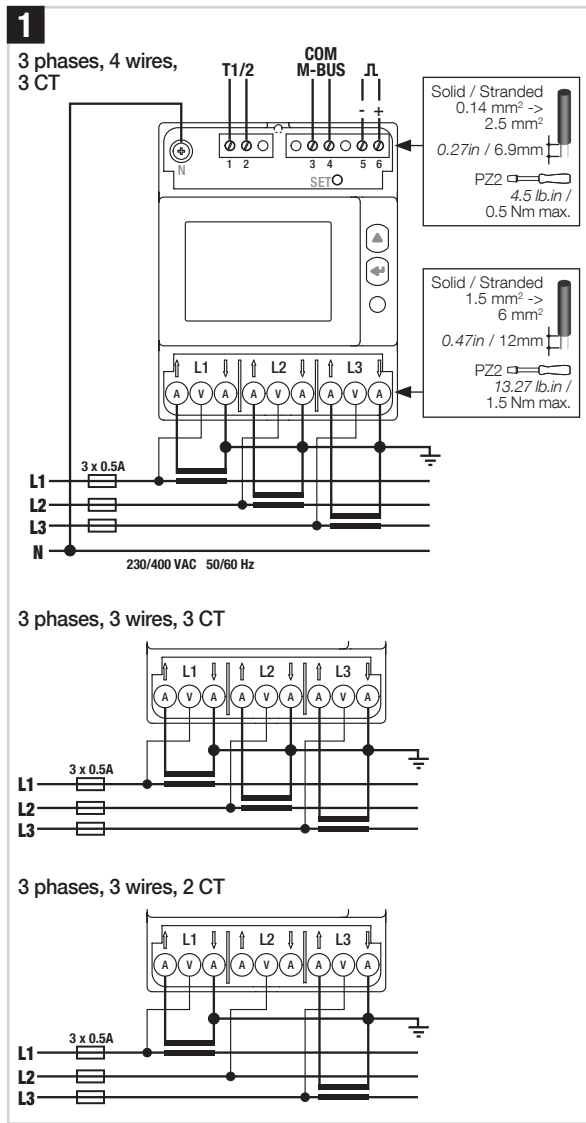 1
3 phases, 4 wires,
3 CT
T1/2
COM
M-BUS
- +
N
1 2 3 4 5 6
SET
Solid / Stranded
0.14 mm² ->
2.5 mm²
0.27in / 6.9mm
PZ2
4.5 lb.in /
0.5 Nm max.
Solid / Stranded
1.5 mm² ->
6 mm²
0.47in / 12mm
PZ2
13.27 lb.in /
1.5 Nm max.
L1 L2 L3
A V A A V A A V A
3 x 0.5A
L1
L2
L3
N
230/400 VAC 50/60 Hz
3 phases, 3 wires, 3 CT
L1 L2 L3
A V A A V A A V A
3 x 0.5A
L1
L2
L3
3 phases, 3 wires, 2 CT
L1 L2 L3
A V A A V A A V A
3 x 0.5A
L1
L2
L3